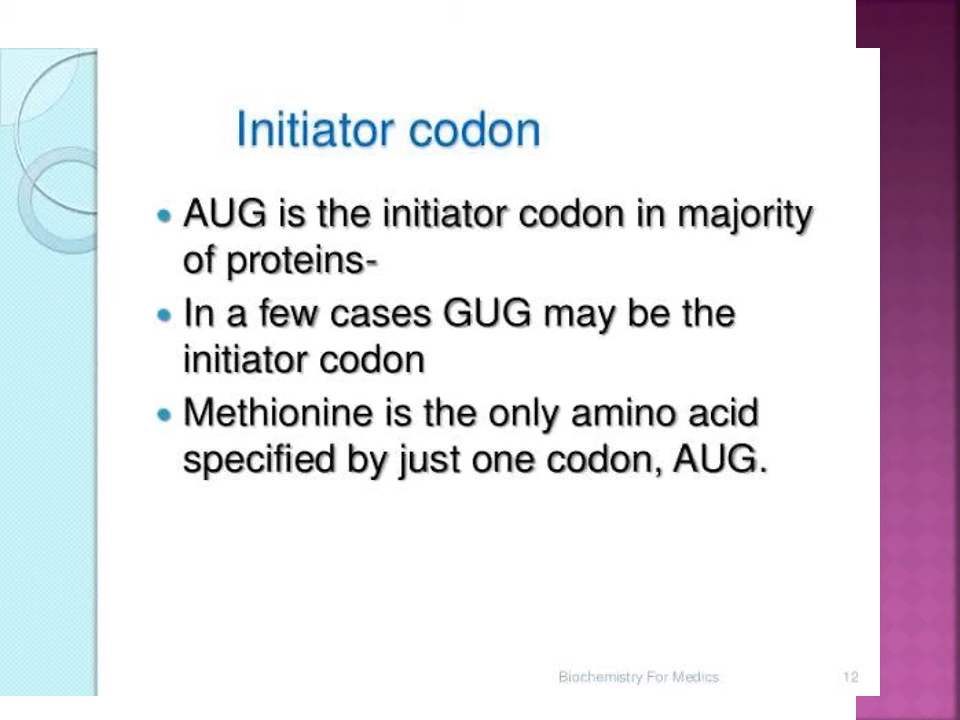 Initiator codon
• AUG is the initiator codon in majority
of proteins-
• In a few cases GUG may be the
initiator codon
• Methionine is the only amino acid
specified by just one codon, AUG.
Biochemistry For Medics 12